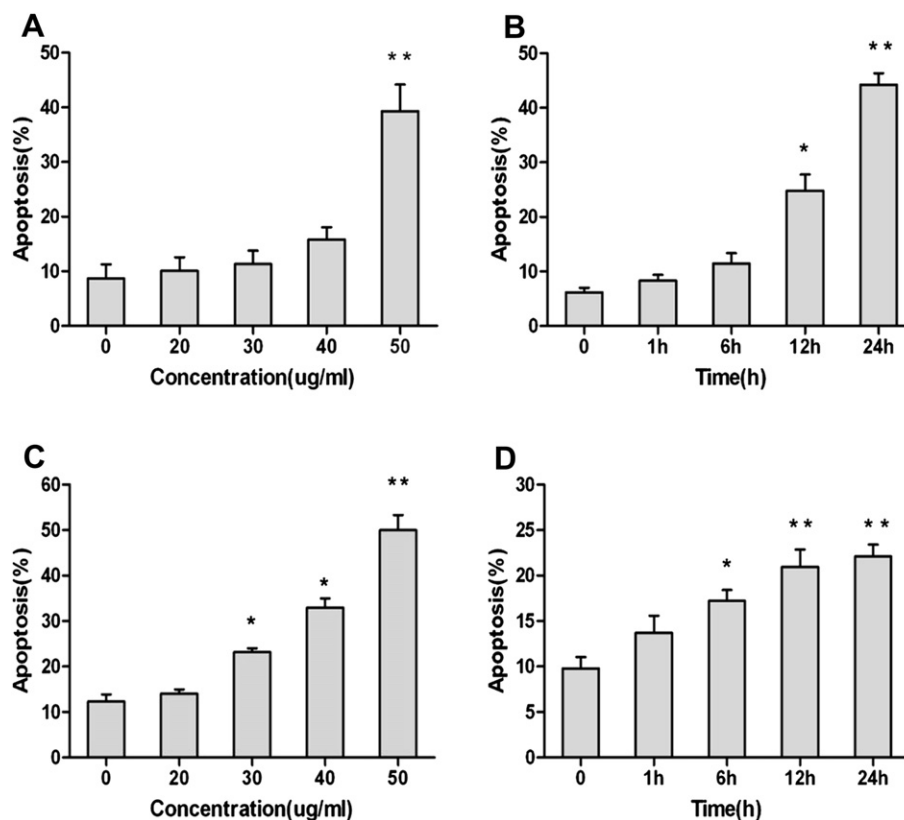 A
50
40
30
20
10
0
Apoptosis(%)
**
0 20 30 40 50
Concentration(ug/ml)
B
50
40
30
20
10
0
Apoptosis(%)
* **
0 1h 6h 12h 24h
Time(h)
C
60
50
40
30
20
10
0
Apoptosis(%)
* * **
0 20 30 40 50
Concentration(ug/ml)
D
30
25
20
15
10
5
0
Apoptosis(%)
* ** **
0 1h 6h 12h 24h
Time(h)